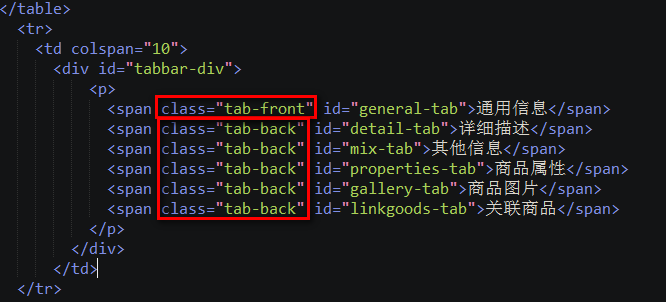 </table>
<tr>
<td colspan="10">
<div id="tabbar-div">
<p>
<span class="tab-front" id="general-tab">通用信息</span>
<span class="tab-back" id="detail-tab">详细描述</span>
<span class="tab-back" id="mix-tab">其他信息</span>
<span class="tab-back" id="properties-tab">商品属性</span>
<span class="tab-back" id="gallery-tab">商品图片</span>
<span class="tab-back" id="linkgoods-tab">关联商品</span>
</p>
</div>
</td>
</tr>